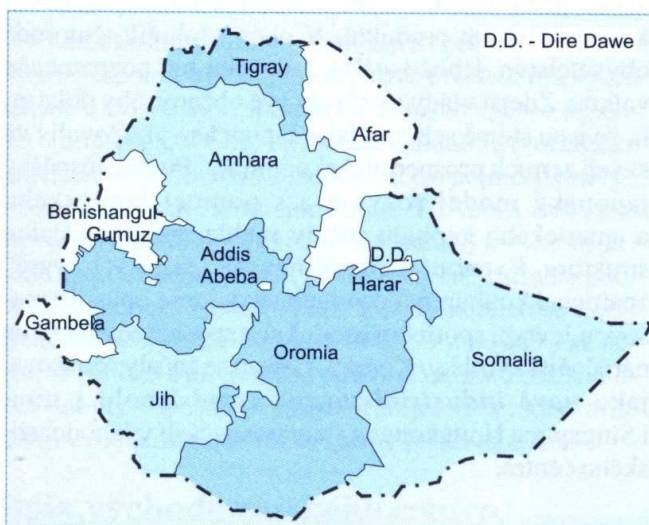 D.D. - Dire Dawe
Tigray
Afar
Amhara
Benishangul-
Gumuz
Addis
Abeba
D.D.
Harar
Gambela
Oromia
Somalia
Jih